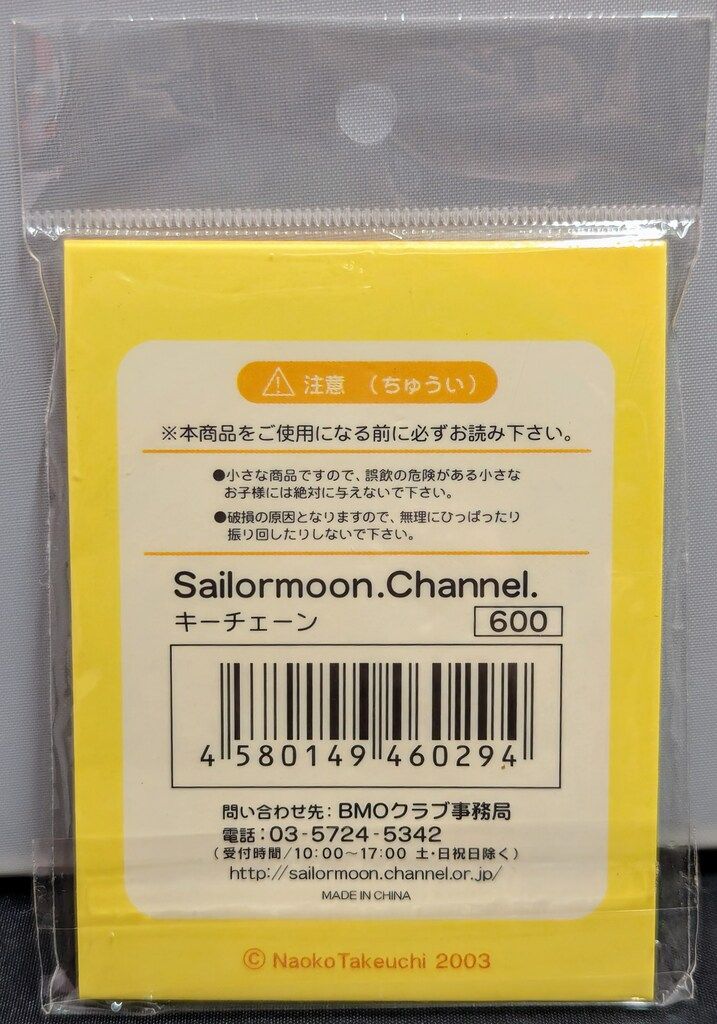 注意 （ちゅうい）
※本商品をご使用になる前に必ずお読み下さい。
●小さな商品ですので、誤飲の危険がある小さな
お子様には絶対に与えないで下さい。
●破損の原因となりますので、無理にひっぱったり
振り回したりしないで下さい。
Sailormoon.Channel.
キーチェーン
600
4 580149 460294
問い合わせ先：BMOクラブ事務局
電話：03-5724-5342
（受付時間/10:00～17:00 土・日祝日除く）
http://sailormoon.channel.or.jp/
MADE IN CHINA
© Naoko Takeuchi 2003